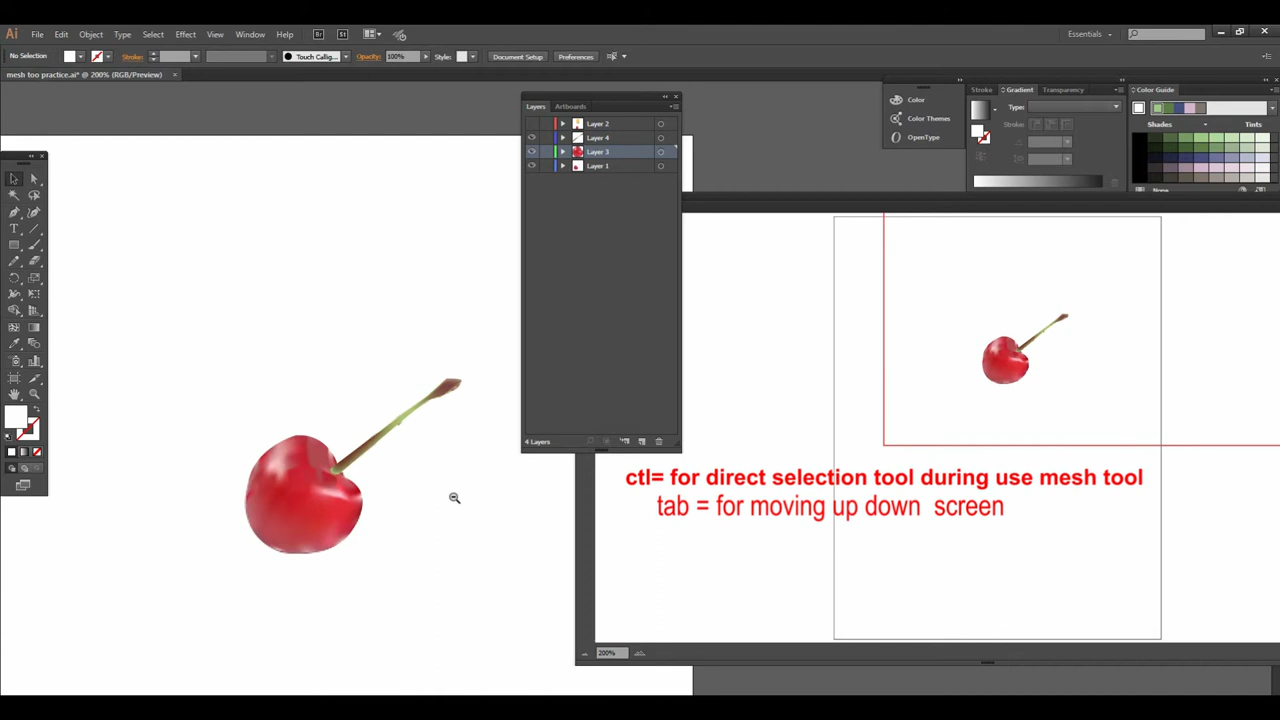 Ai File Edit Object Type Select Effect View Window Help Br St Essentials
No Selection Stroke: Touch Callig... Opacity: 100% Style: Document Setup Preferences
mesh too practice.ai* @ 200% (RGB/Preview)
Layers Artboards
Layer 2
Layer 4
Layer 3
Layer 1
4 Layers
Color
Color Themes
OpenType
Stroke Gradient Transparency
Type:
Stroke:
Color Guide
Shades Tints
None
ctl= for direct selection tool during use mesh tool
tab = for moving up down screen
200%